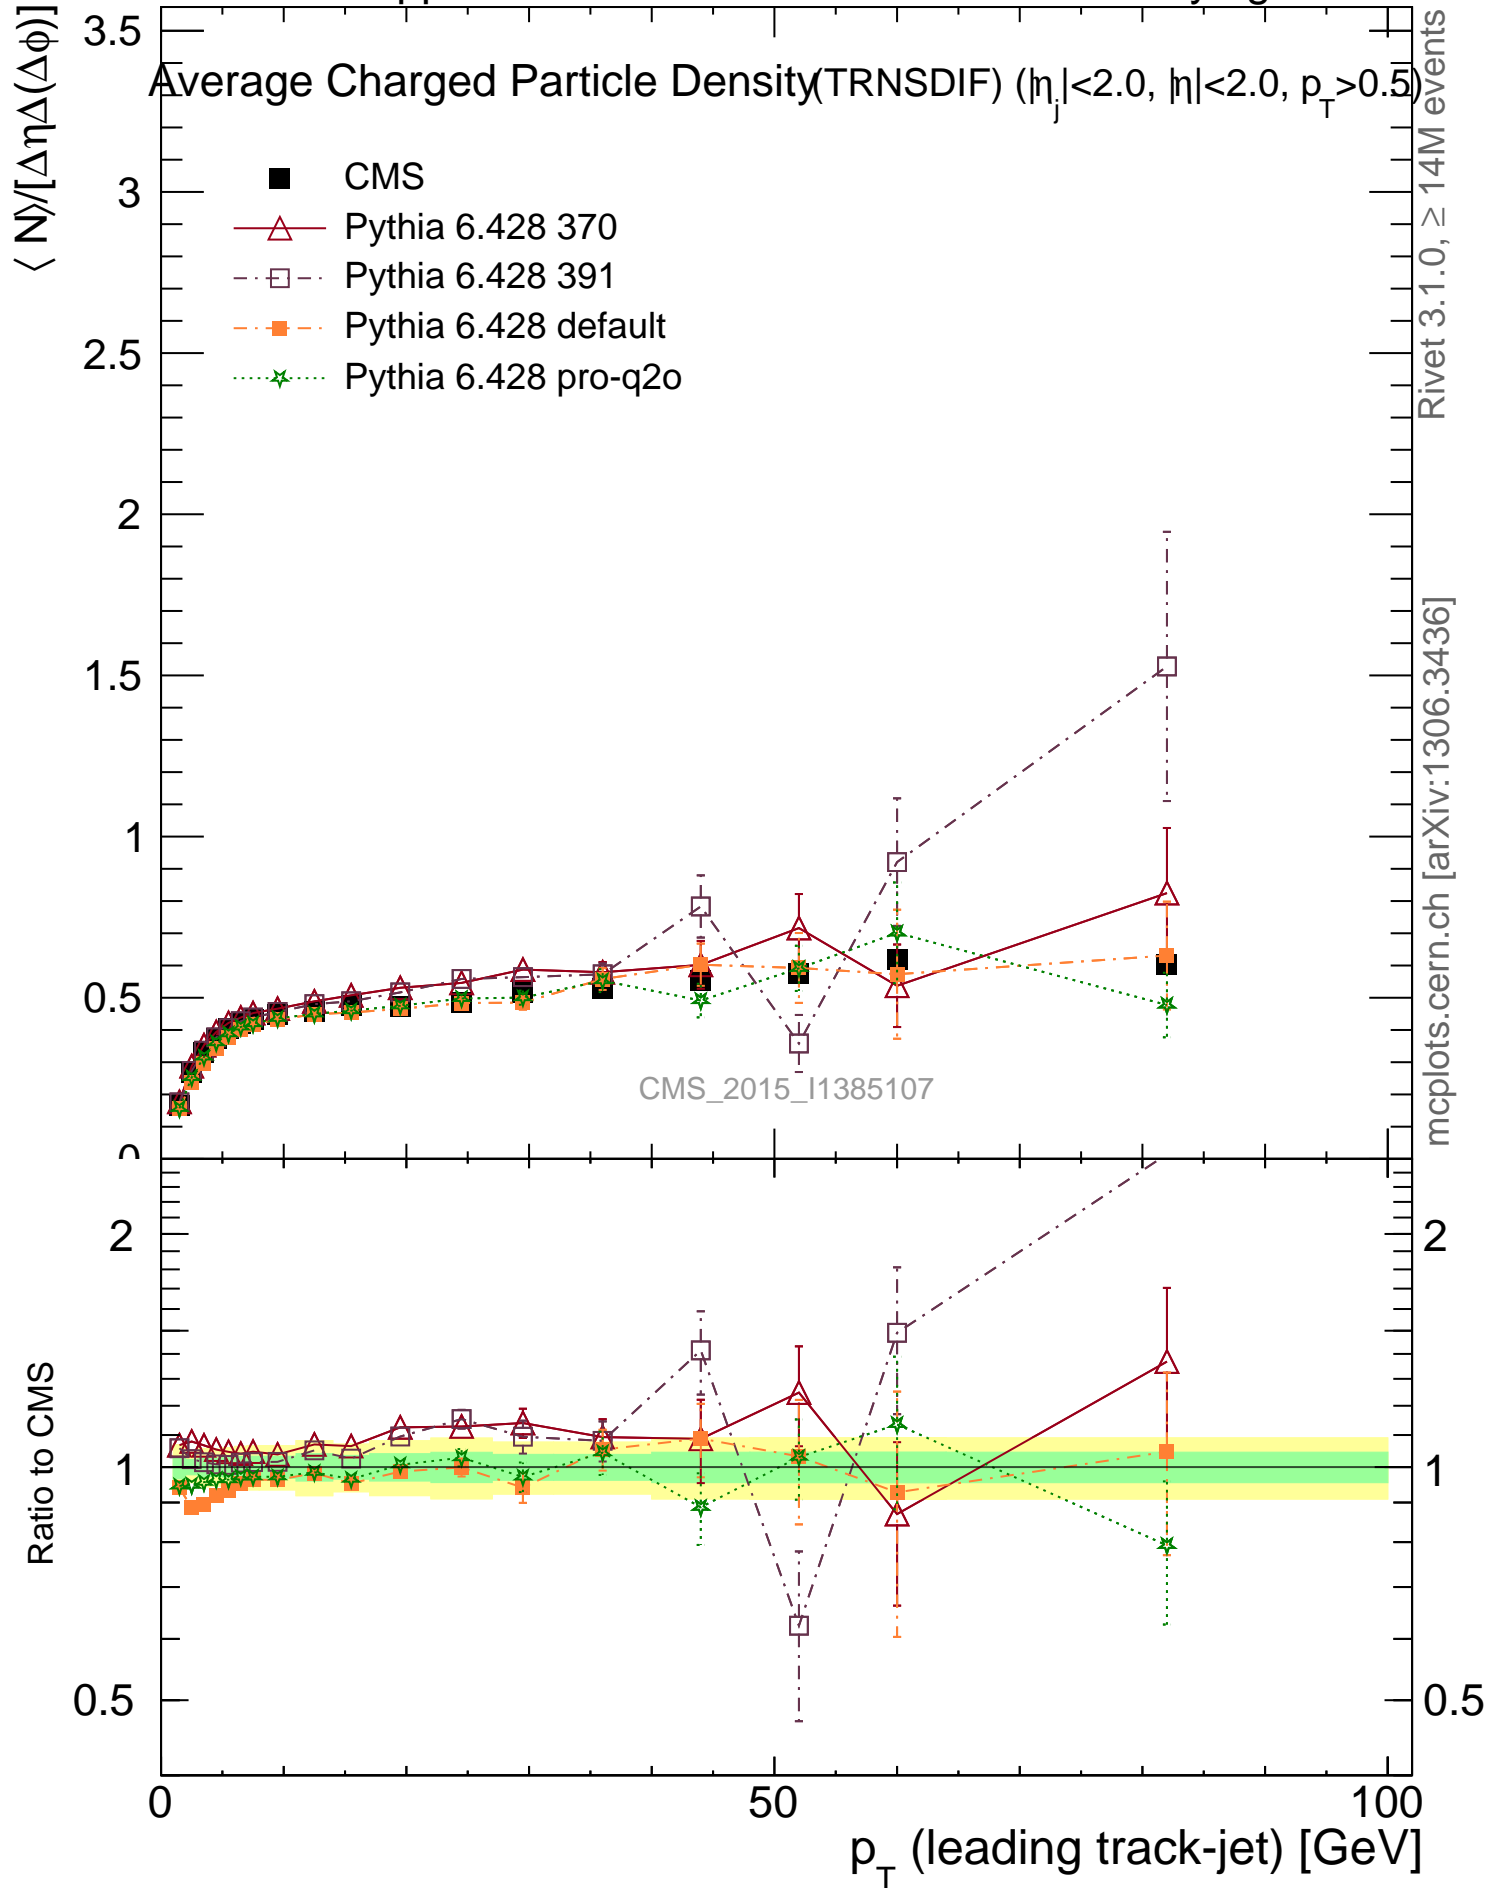 ⟨ N⟩/[ΔηΔ(Δϕ)]
Average Charged Particle Density (TRNSDIF) (|η_j|<2.0, |η|<2.0, p_T>0.5)
CMS
Pythia 6.428 370
Pythia 6.428 391
Pythia 6.428 default
Pythia 6.428 pro-q2o
3.5
3
2.5
2
1.5
1
0.5
0
CMS_2015_I1385107
Rivet 3.1.0, ≥ 14M events
mcplots.cern.ch [arXiv:1306.3436]
Ratio to CMS
2
1
0.5
2
1
0.5
0
50
100
p_T (leading track-jet) [GeV]